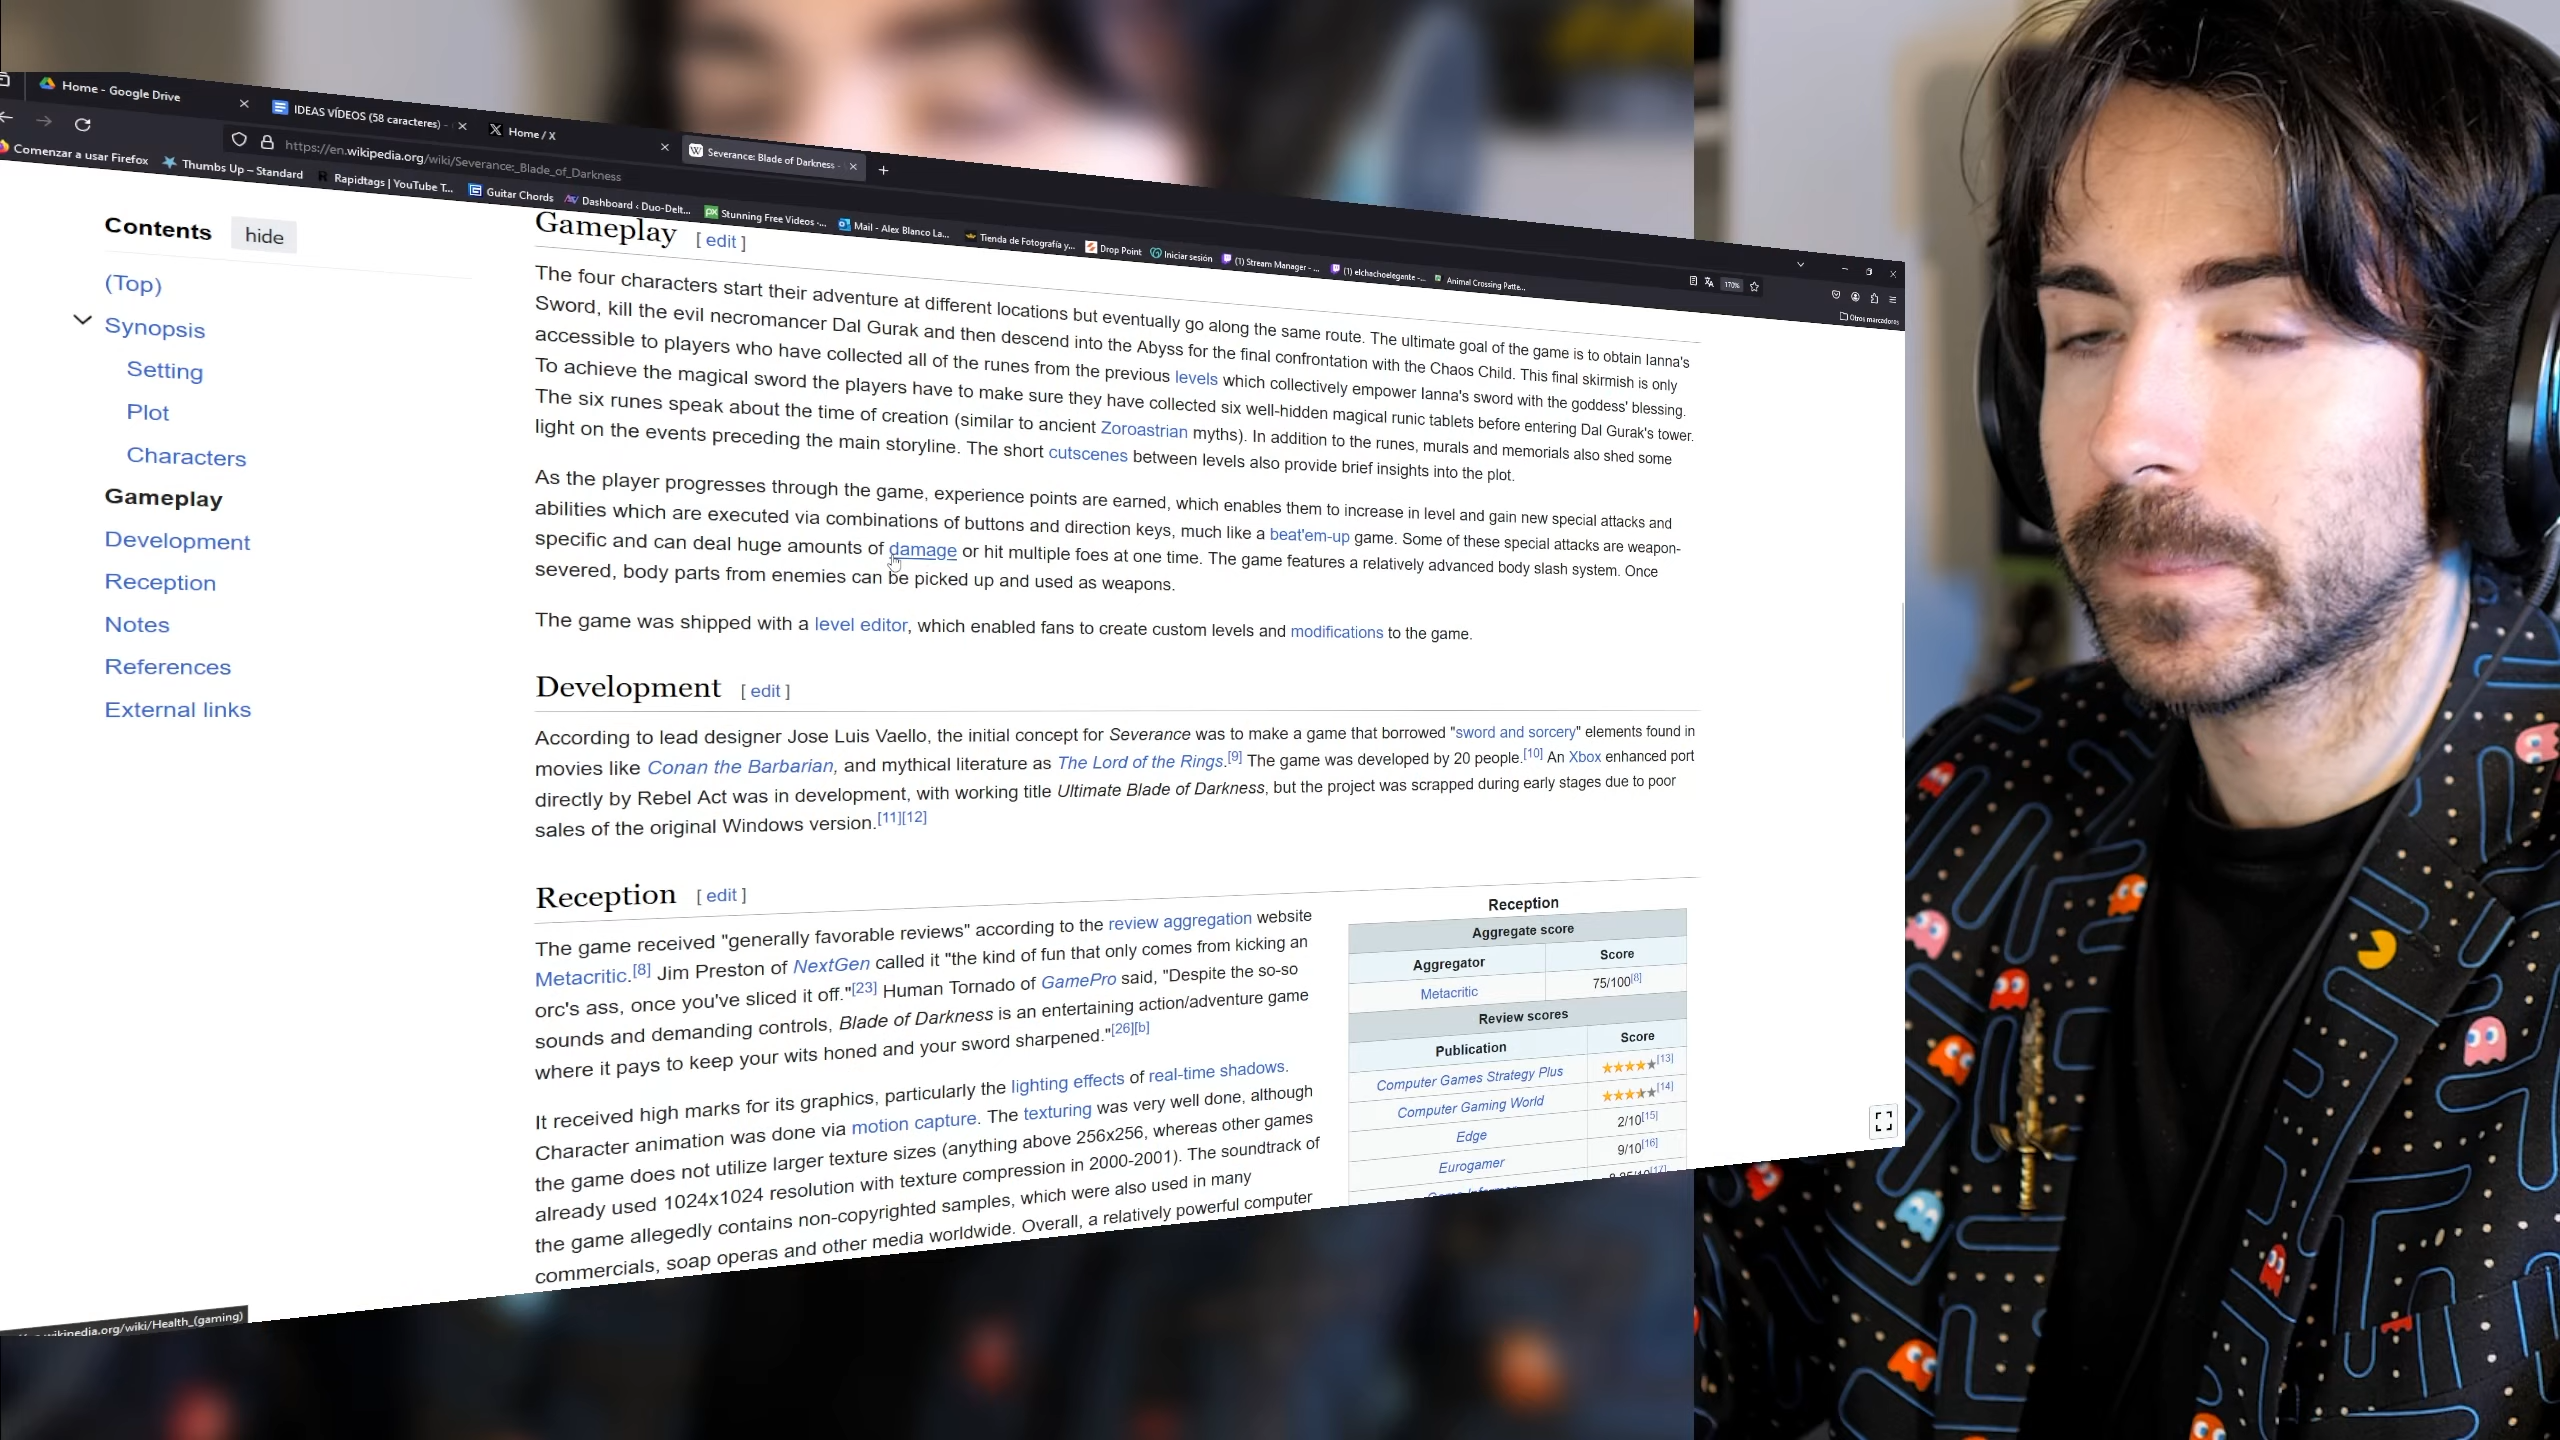 Home - Google Drive
IDEAS VÍDEOS (58 caracteres) -
Home / X
Severance: Blade of Darkness -
https://en.wikipedia.org/wiki/Severance:_Blade_of_Darkness
170%
Comenzar a usar Firefox
Thumbs Up – Standard
Rapidtags | YouTube T...
Guitar Chords
Dashboard ‹ Duo-Delt...
Stunning Free Videos -...
Mail - Alex Blanco La...
Tienda de Fotografía y...
Drop Point
Iniciar sesión
(1) Stream Manager - ...
(1) elchachoelegante -...
Animal Crossing Patte...
Otros marcadores
Contents hide
(Top)
Synopsis
Setting
Plot
Characters
Gameplay
Development
Reception
Notes
References
External links
Gameplay [ edit ]
The four characters start their adventure at different locations but eventually go along the same route. The ultimate goal of the game is to obtain Ianna's
Sword, kill the evil necromancer Dal Gurak and then descend into the Abyss for the final confrontation with the Chaos Child. This final skirmish is only
accessible to players who have collected all of the runes from the previous levels which collectively empower Ianna's sword with the goddess' blessing.
To achieve the magical sword the players have to make sure they have collected six well-hidden magical runic tablets before entering Dal Gurak's tower.
The six runes speak about the time of creation (similar to ancient Zoroastrian myths). In addition to the runes, murals and memorials also shed some
light on the events preceding the main storyline. The short cutscenes between levels also provide brief insights into the plot.
As the player progresses through the game, experience points are earned, which enables them to increase in level and gain new special attacks and
abilities which are executed via combinations of buttons and direction keys, much like a beat'em-up game. Some of these special attacks are weapon-
specific and can deal huge amounts of damage or hit multiple foes at one time. The game features a relatively advanced body slash system. Once
severed, body parts from enemies can be picked up and used as weapons.
The game was shipped with a level editor, which enabled fans to create custom levels and modifications to the game.
Development [ edit ]
According to lead designer Jose Luis Vaello, the initial concept for Severance was to make a game that borrowed "sword and sorcery" elements found in
movies like Conan the Barbarian, and mythical literature as The Lord of the Rings.[9] The game was developed by 20 people.[10] An Xbox enhanced port
directly by Rebel Act was in development, with working title Ultimate Blade of Darkness, but the project was scrapped during early stages due to poor
sales of the original Windows version.[11][12]
Reception [ edit ]
The game received "generally favorable reviews" according to the review aggregation website
Metacritic.[8] Jim Preston of NextGen called it "the kind of fun that only comes from kicking an
orc's ass, once you've sliced it off."[23] Human Tornado of GamePro said, "Despite the so-so
sounds and demanding controls, Blade of Darkness is an entertaining action/adventure game
where it pays to keep your wits honed and your sword sharpened."[26][b]
It received high marks for its graphics, particularly the lighting effects of real-time shadows.
Character animation was done via motion capture. The texturing was very well done, although
the game does not utilize larger texture sizes (anything above 256x256, whereas other games
already used 1024x1024 resolution with texture compression in 2000-2001). The soundtrack of
the game allegedly contains non-copyrighted samples, which were also used in many
commercials, soap operas and other media worldwide. Overall, a relatively powerful computer
Reception
Aggregate score
Aggregator Score
Metacritic 75/100[8]
Review scores
Publication Score
Computer Games Strategy Plus [13]
Computer Gaming World [14]
Edge 2/10[15]
Eurogamer 9/10[16]
wikipedia.org/wiki/Health_(gaming)